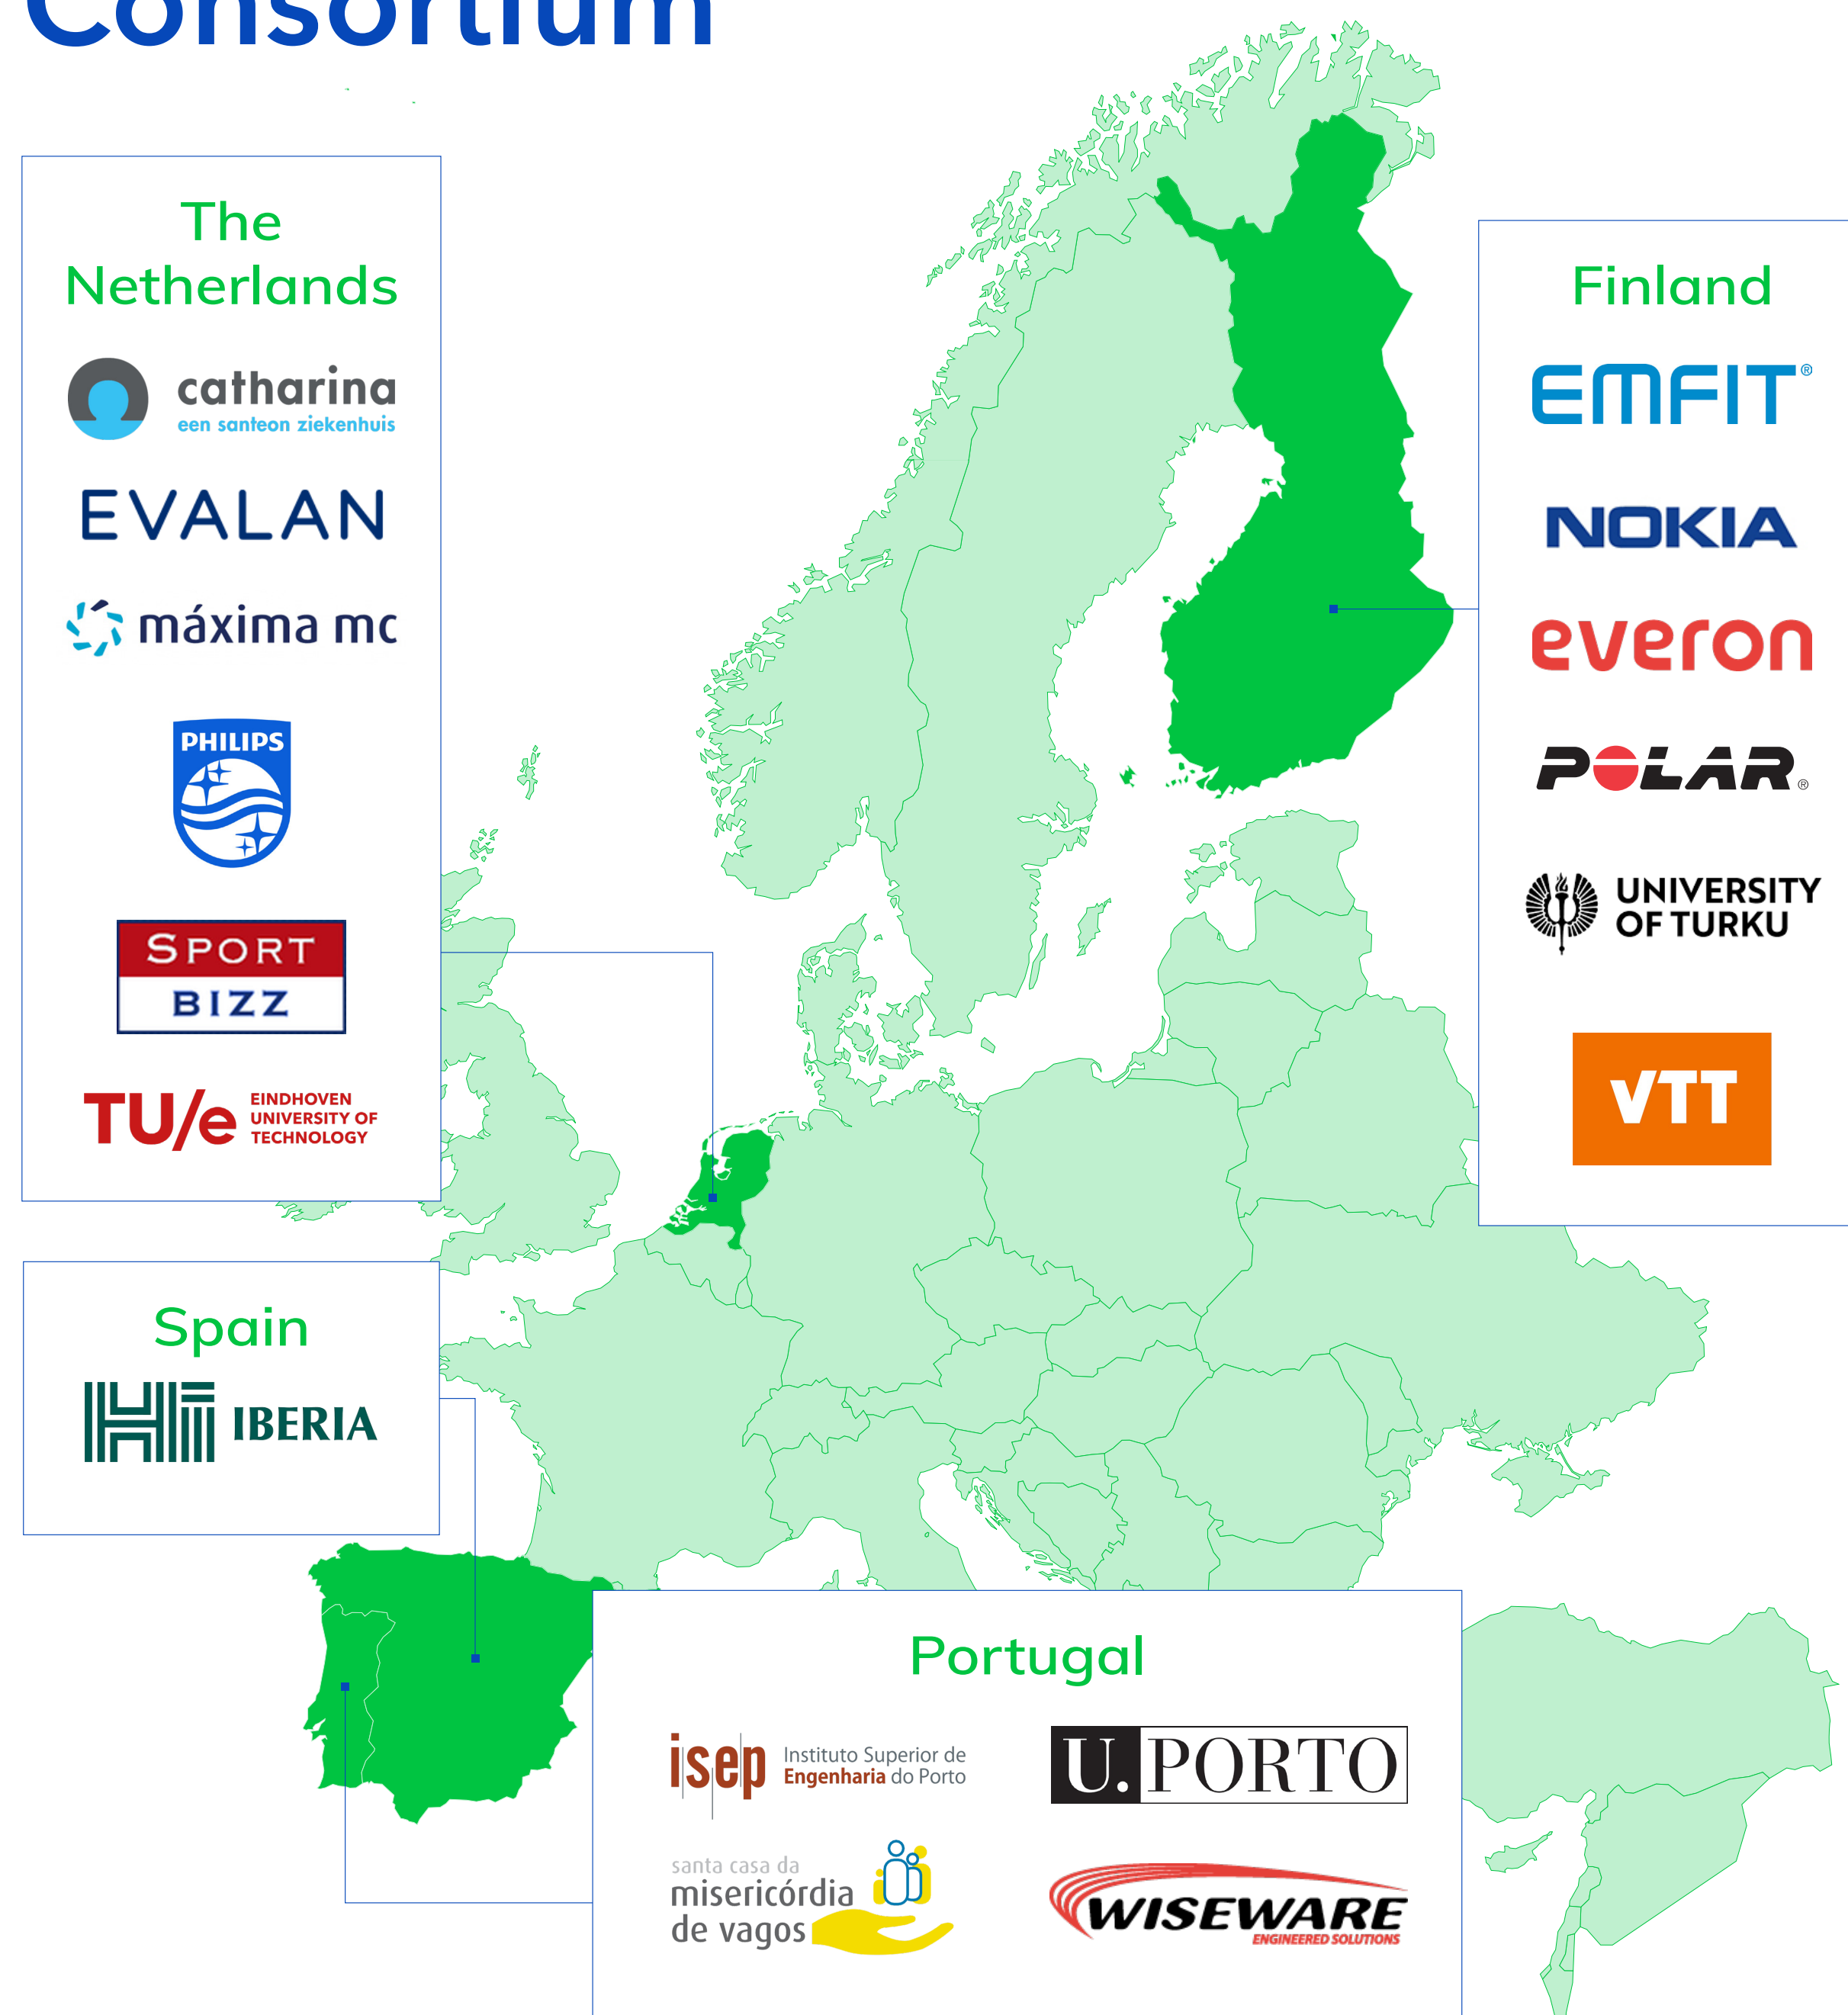 Consortium
The
Netherlands
catharina
een santeon ziekenhuis
EVALAN
máxima mc
PHILIPS
SPORT
BIZZ
TU/e EINDHOVEN
UNIVERSITY OF
TECHNOLOGY
Spain
Hi IBERIA
Finland
EMFIT®
NOKIA
everon
POLAR®
UNIVERSITY
OF TURKU
VTT
Portugal
isep Instituto Superior de
Engenharia do Porto
U.PORTO
santa casa da
misericórdia
de vagos
WISEWARE
ENGINEERED SOLUTIONS